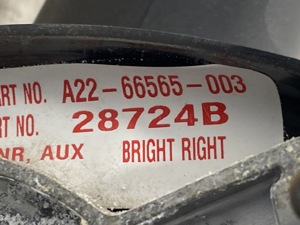 ART NO. A22-66565-003
RT NO. 28724B
NR, AUX BRIGHT RIGHT